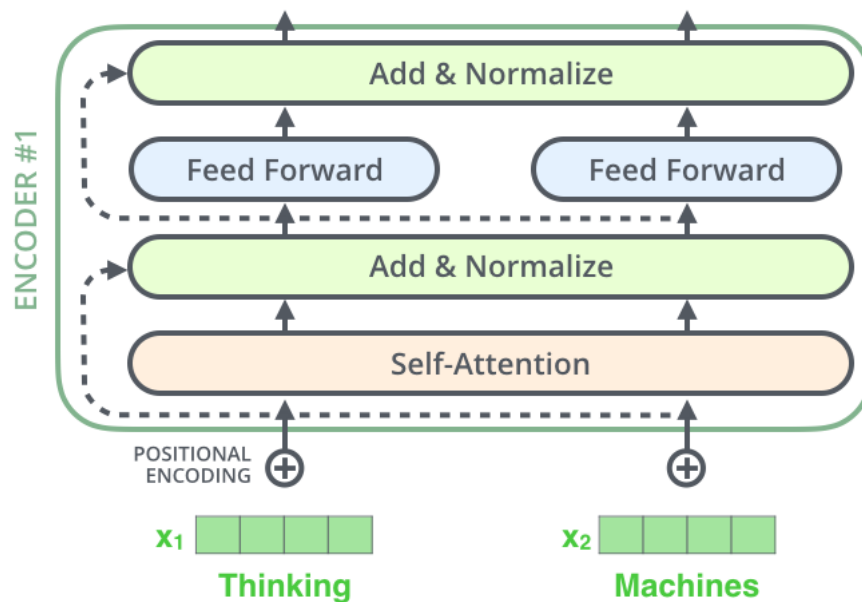 ENCODER #1
Add & Normalize
Feed Forward
Feed Forward
Add & Normalize
Self-Attention
POSITIONAL
ENCODING
x₁
x₂
Thinking
Machines